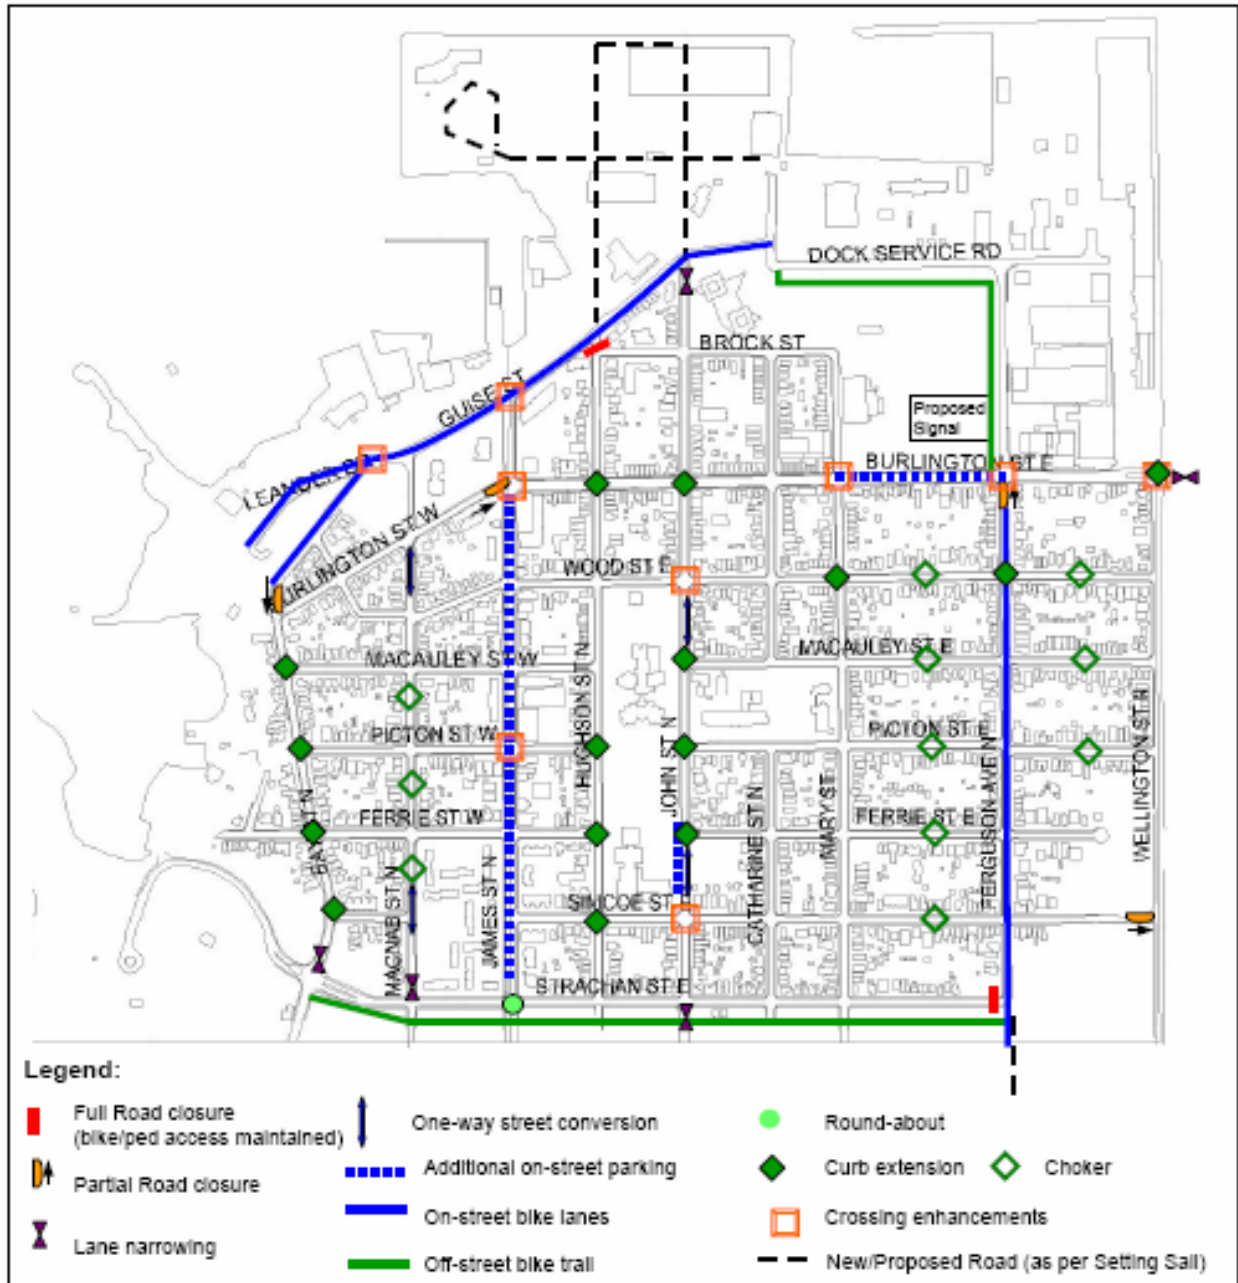 DOCK SERVICE RD
BROCK ST
GUISE ST
Proposed
Signal
BURLINGTON ST E
LEANDER DR
BURLINGTON ST W
WOOD ST E
MACAULEY ST W
MACAULEY ST E
HUGHSON ST N
PICTON ST W
JOHN ST N
PICTON ST E
WELLINGTON ST N
FERRIE ST W
MARY ST
FERRIE ST E
BAY ST N
FERGUSON AVE N
CATHARINE ST N
SIMCOE ST
MACNAB ST N
JAMES ST N
STRACHAN ST E
Legend:
Full Road closure
(bike/ped access maintained)
Partial Road closure
Lane narrowing
One-way street conversion
Additional on-street parking
On-street bike lanes
Off-street bike trail
Round-about
Curb extension
Choker
Crossing enhancements
New/Proposed Road (as per Setting Sail)